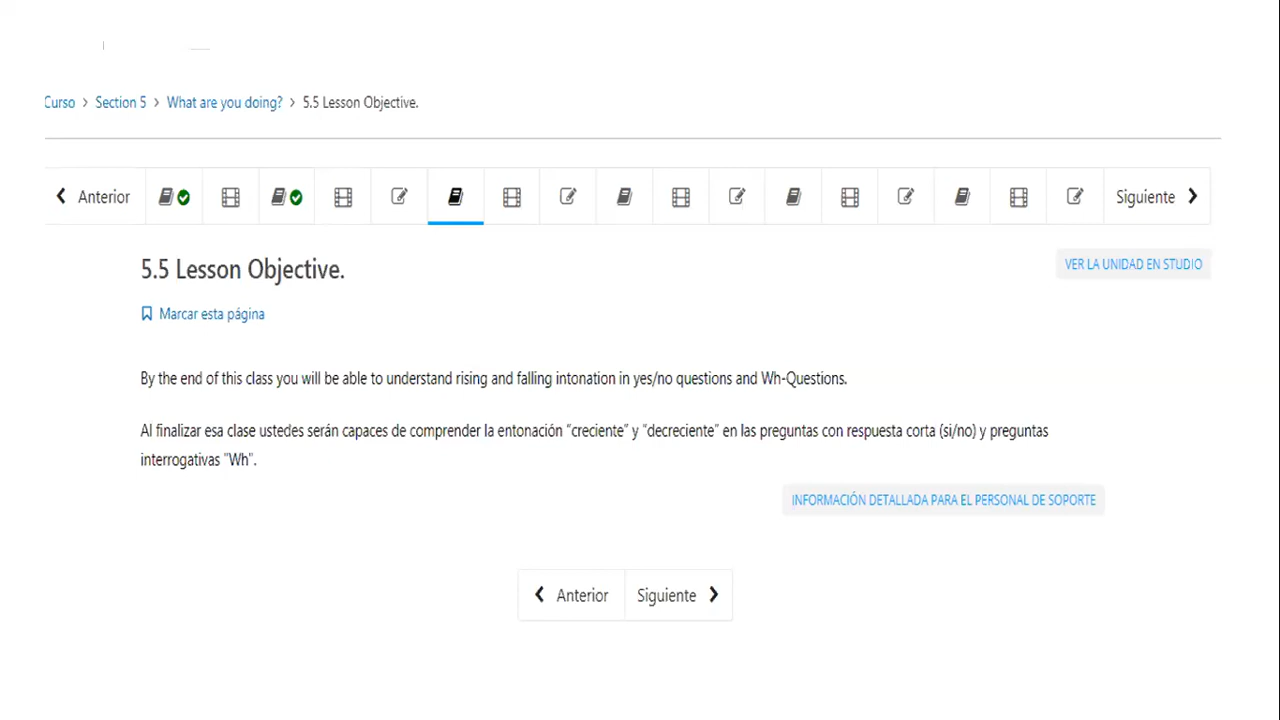 Curso > Section 5 > What are you doing? > 5.5 Lesson Objective.
Anterior
Siguiente
5.5 Lesson Objective.
VER LA UNIDAD EN STUDIO
Marcar esta página
By the end of this class you will be able to understand rising and falling intonation in yes/no questions and Wh-Questions.
Al finalizar esa clase ustedes serán capaces de comprender la entonación “creciente” y “decreciente” en las preguntas con respuesta corta (si/no) y preguntas
interrogativas "Wh".
INFORMACIÓN DETALLADA PARA EL PERSONAL DE SOPORTE
Anterior
Siguiente